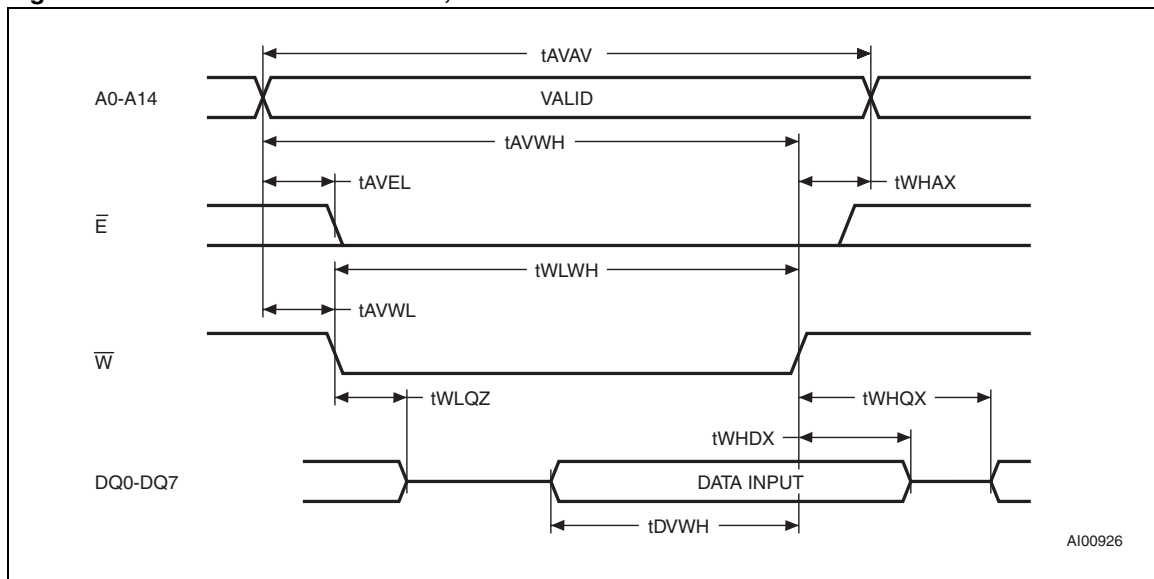 tAVAV
A0-A14
VALID
tAVWH
tAVEL
tWHAX
E̅
tWLWH
tAVWL
W̅
tWLQZ
tWHQX
tWHDX
DQ0-DQ7
DATA INPUT
tDVWH
AI00926